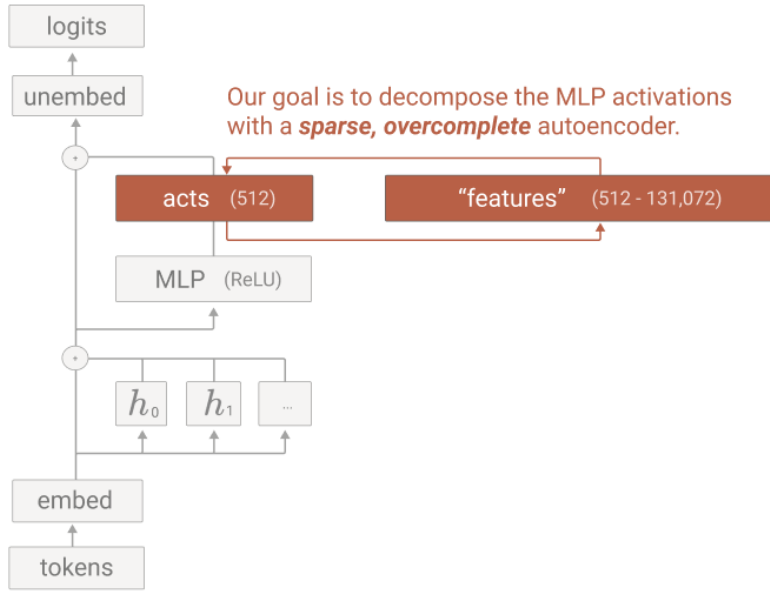 logits
unembed
Our goal is to decompose the MLP activations
with a sparse, overcomplete autoencoder.
+
acts (512)
“features” (512 - 131,072)
MLP (ReLU)
+
h₀ h₁ ...
embed
tokens